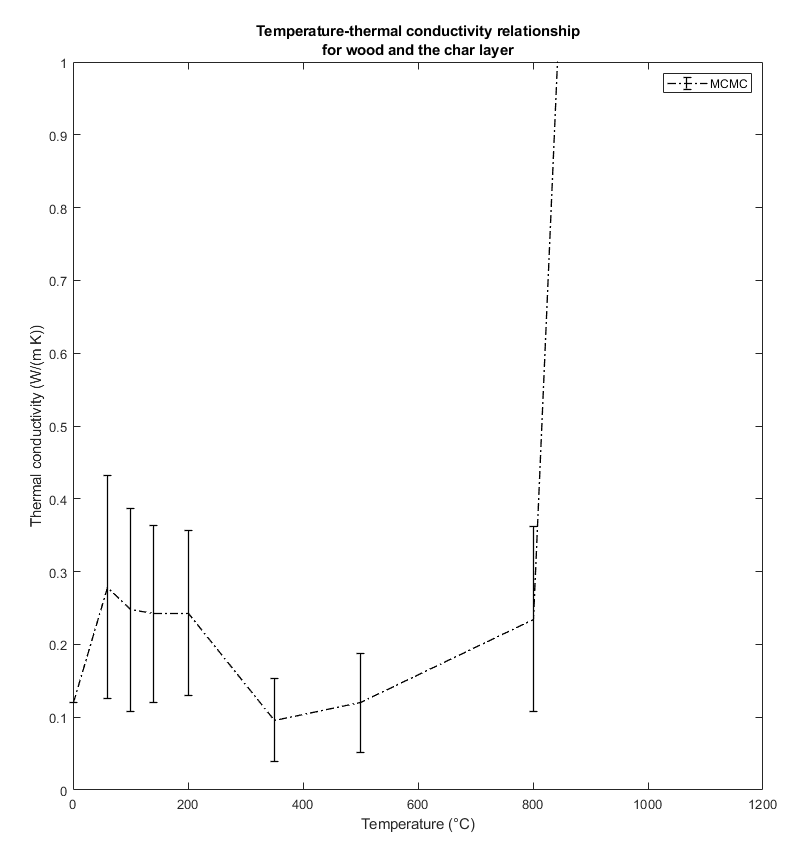 Temperature-thermal conductivity relationship
for wood and the char layer
MCMC
Thermal conductivity (W/(m K))
1
0.9
0.8
0.7
0.6
0.5
0.4
0.3
0.2
0.1
0
0 200 400 600 800 1000 1200
Temperature (°C)